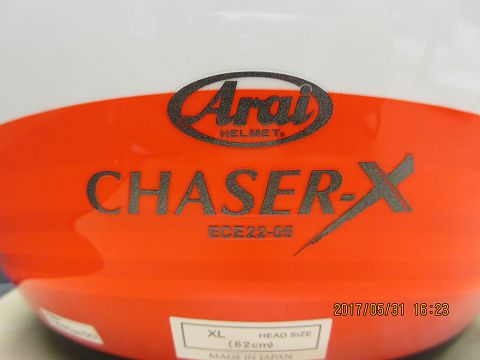 Arai
HELMET.
CHASER-X
ECE22-05
XL HEAD SIZE
(62cm)
MADE IN JAPAN
2017/05/31 16:23